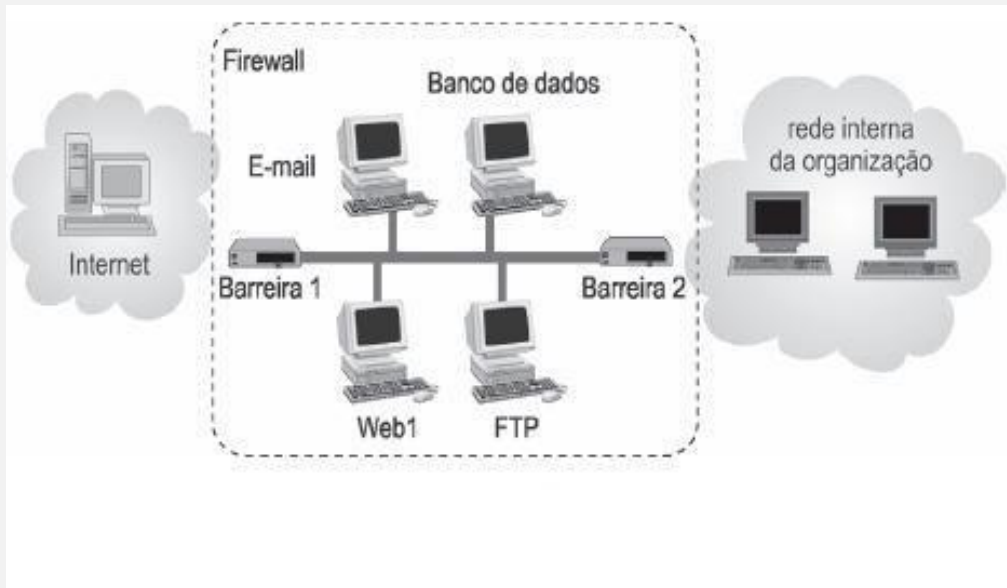 Firewall
Banco de dados
E-mail
rede interna
da organização
Internet
Barreira 1
Barreira 2
Web1
FTP